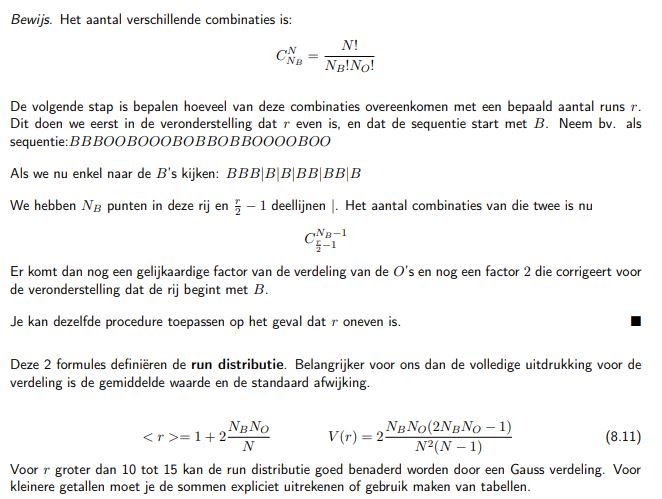 Bewijs. Het aantal verschillende combinaties is:
C^N_{N_B} = N! / (N_B! N_O!)
De volgende stap is bepalen hoeveel van deze combinaties overeenkomen met een bepaald aantal runs r.
Dit doen we eerst in de veronderstelling dat r even is, en dat de sequentie start met B. Neem bv. als
sequentie:BBBOOBOOOBOBBOBBOOOOBOO
Als we nu enkel naar de B's kijken: BBB|B|B|BB|BB|B
We hebben N_B punten in deze rij en r/2 − 1 deellijnen |. Het aantal combinaties van die twee is nu
C^{N_B−1}_{r/2−1}
Er komt dan nog een gelijkaardige factor van de verdeling van de O's en nog een factor 2 die corrigeert voor
de veronderstelling dat de rij begint met B.
Je kan dezelfde procedure toepassen op het geval dat r oneven is. ■
Deze 2 formules definiëren de run distributie. Belangrijker voor ons dan de volledige uitdrukking voor de
verdeling is de gemiddelde waarde en de standaard afwijking.
< r >= 1 + 2 N_B N_O / N    V(r) = 2 N_B N_O(2N_B N_O − 1) / N²(N − 1)    (8.11)
Voor r groter dan 10 tot 15 kan de run distributie goed benaderd worden door een Gauss verdeling. Voor
kleinere getallen moet je de sommen expliciet uitrekenen of gebruik maken van tabellen.